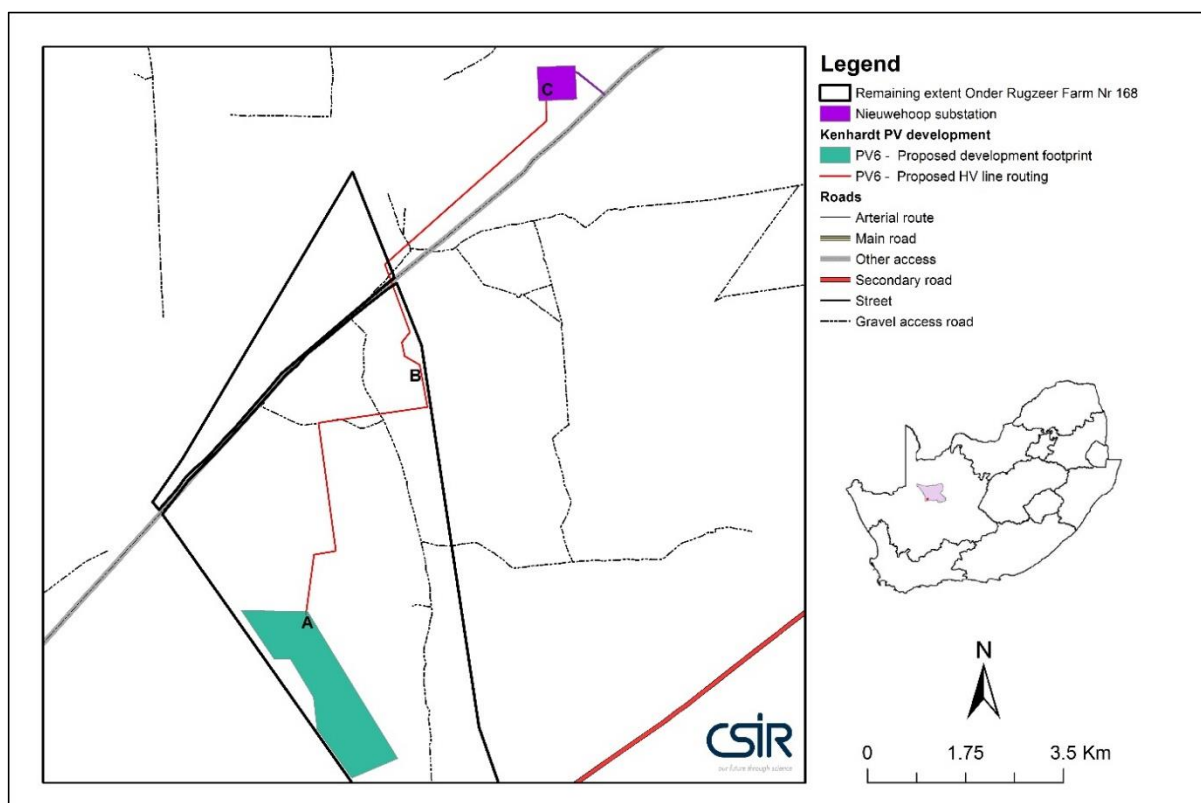 C
B
A
CSIR
our future through science
Legend
Remaining extent Onder Rugzeer Farm Nr 168
Nieuwehoop substation
Kenhardt PV development
PV6 - Proposed development footprint
PV6 - Proposed HV line routing
Roads
Arterial route
Main road
Other access
Secondary road
Street
Gravel access road
N
0 1.75 3.5 Km